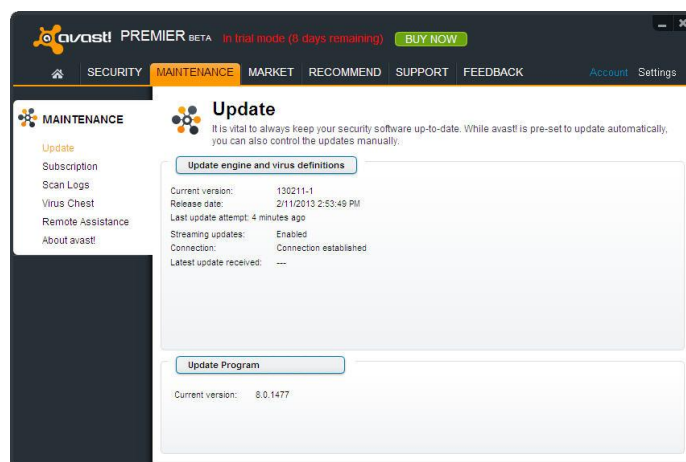 avast! PREMIER BETA In trial mode (8 days remaining) BUY NOW
SECURITY MAINTENANCE MARKET RECOMMEND SUPPORT FEEDBACK Account Settings
MAINTENANCE
Update
Subscription
Scan Logs
Virus Chest
Remote Assistance
About avast!
Update
It is vital to always keep your security software up-to-date. While avast! is pre-set to update automatically,
you can also control the updates manually.
Update engine and virus definitions
Current version: 130211-1
Release date: 2/11/2013 2:53:49 PM
Last update attempt: 4 minutes ago
Streaming updates: Enabled
Connection: Connection established
Latest update received: ---
Update Program
Current version: 8.0.1477